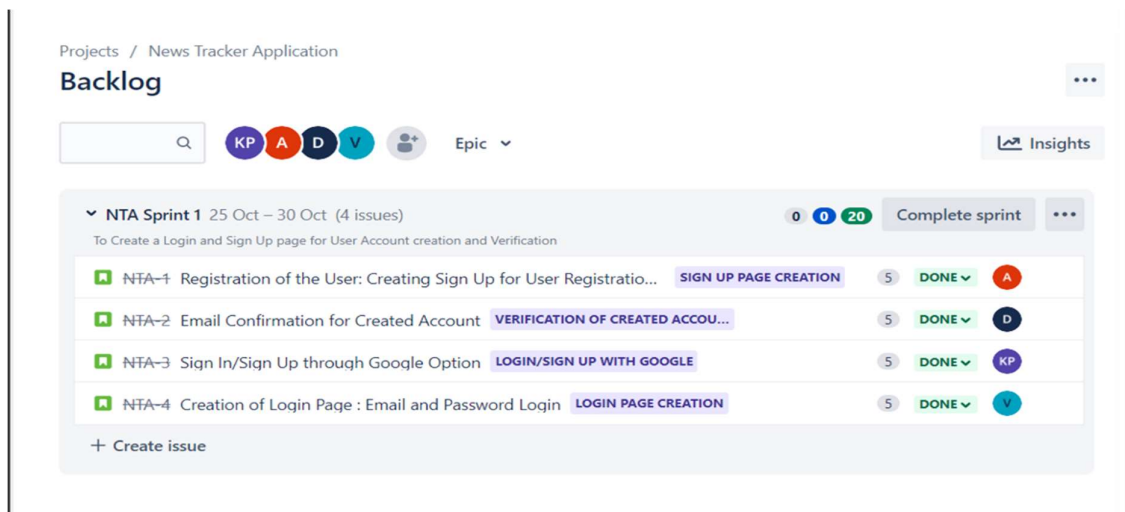 Projects / News Tracker Application
Backlog
KP A D V Epic Insights
NTA Sprint 1 25 Oct – 30 Oct (4 issues) 0 0 20 Complete sprint
To Create a Login and Sign Up page for User Account creation and Verification
NTA-1 Registration of the User: Creating Sign Up for User Registratio... SIGN UP PAGE CREATION 5 DONE A
NTA-2 Email Confirmation for Created Account VERIFICATION OF CREATED ACCOU... 5 DONE D
NTA-3 Sign In/Sign Up through Google Option LOGIN/SIGN UP WITH GOOGLE 5 DONE KP
NTA-4 Creation of Login Page : Email and Password Login LOGIN PAGE CREATION 5 DONE V
+ Create issue